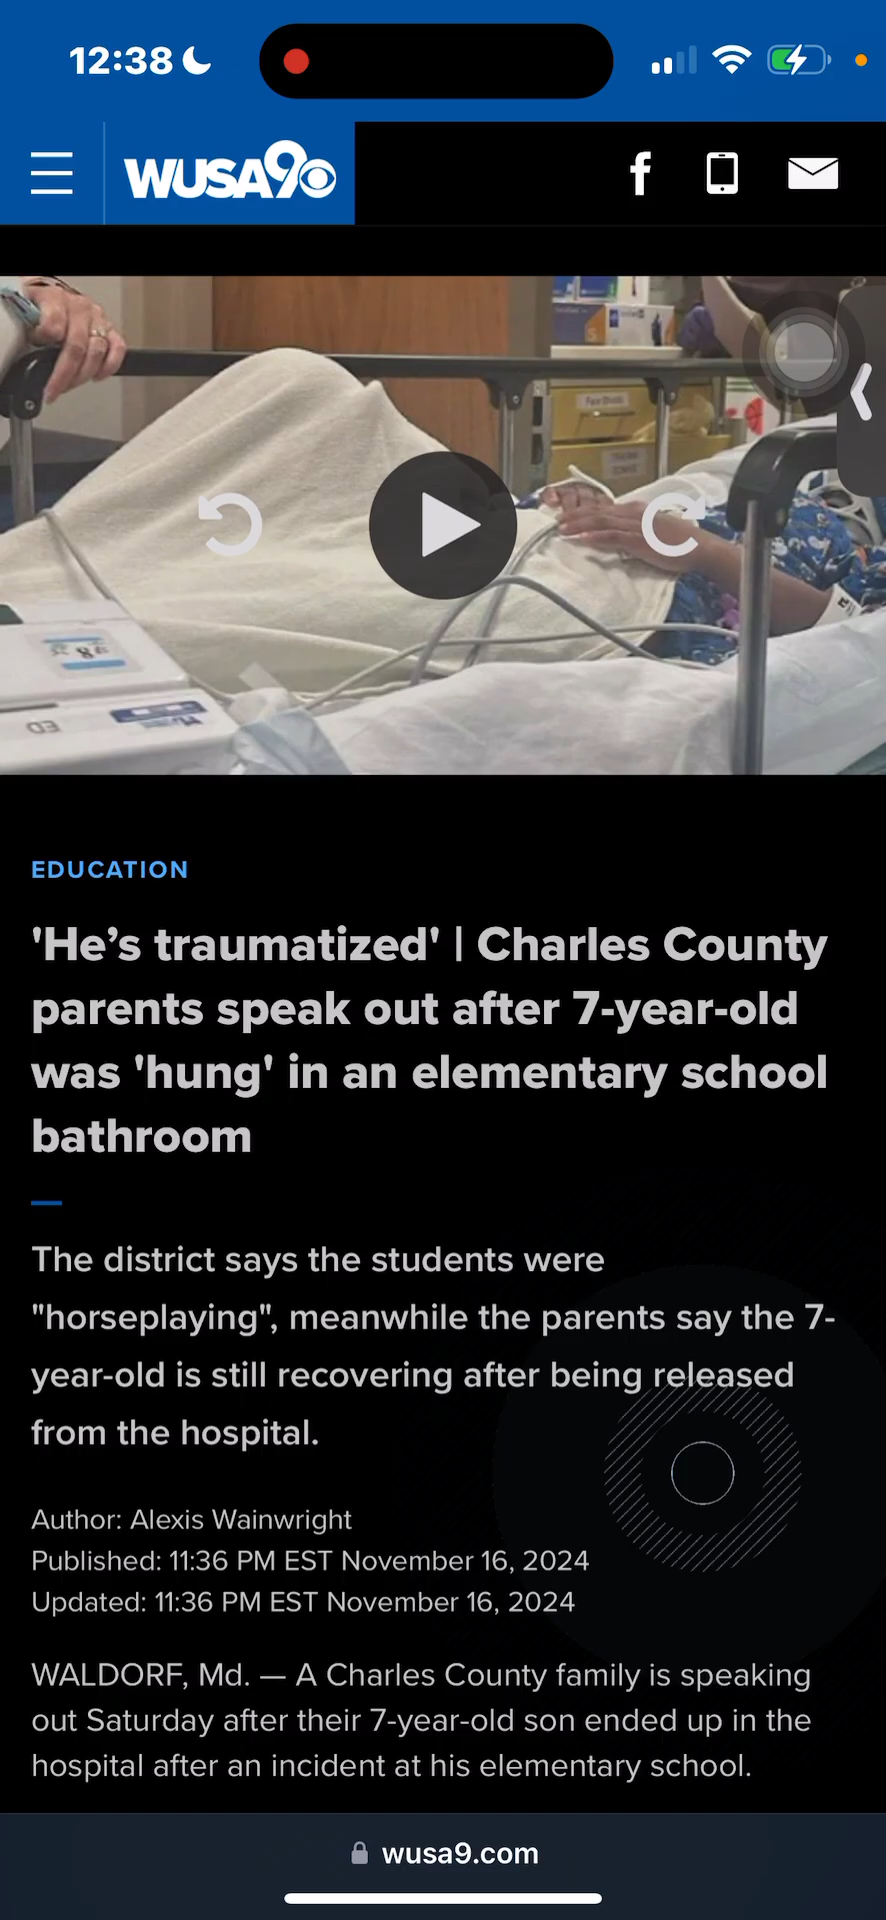 12:38
WUSA9
EDUCATION
'He’s traumatized' | Charles County
parents speak out after 7-year-old
was 'hung' in an elementary school
bathroom
The district says the students were
"horseplaying", meanwhile the parents say the 7-
year-old is still recovering after being released
from the hospital.
Author: Alexis Wainwright
Published: 11:36 PM EST November 16, 2024
Updated: 11:36 PM EST November 16, 2024
WALDORF, Md. — A Charles County family is speaking
out Saturday after their 7-year-old son ended up in the
hospital after an incident at his elementary school.
wusa9.com